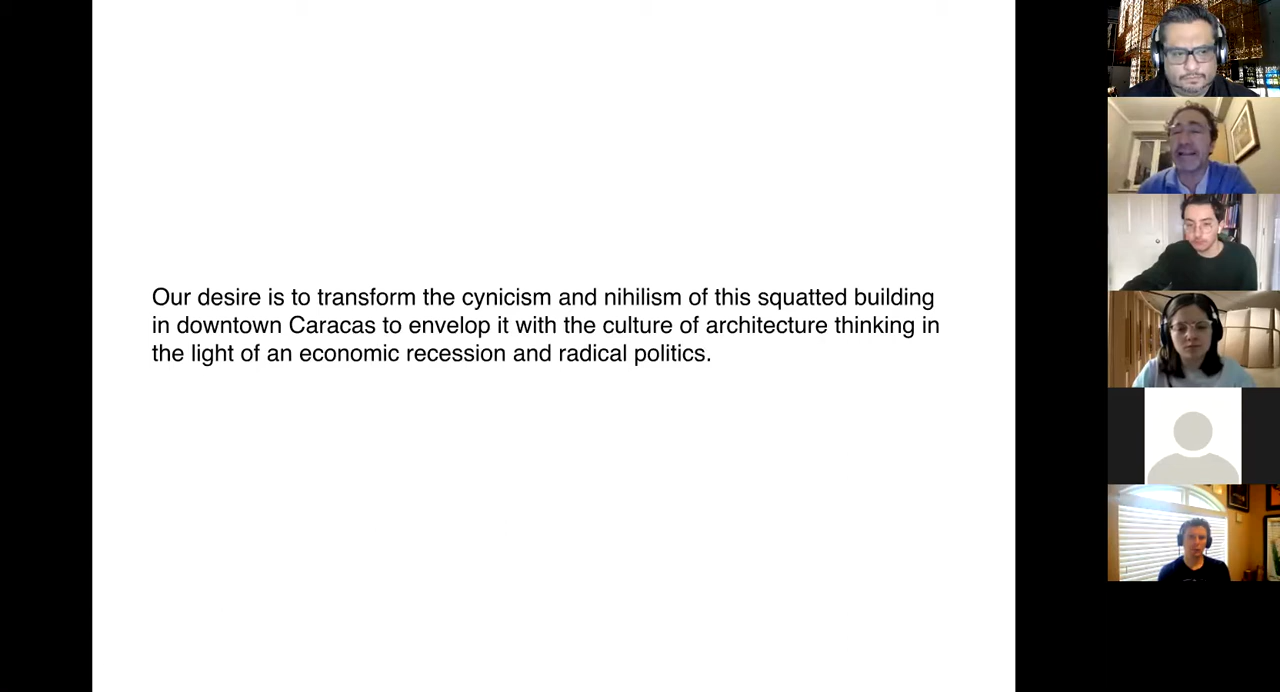 Our desire is to transform the cynicism and nihilism of this squatted building
in downtown Caracas to envelop it with the culture of architecture thinking in
the light of an economic recession and radical politics.